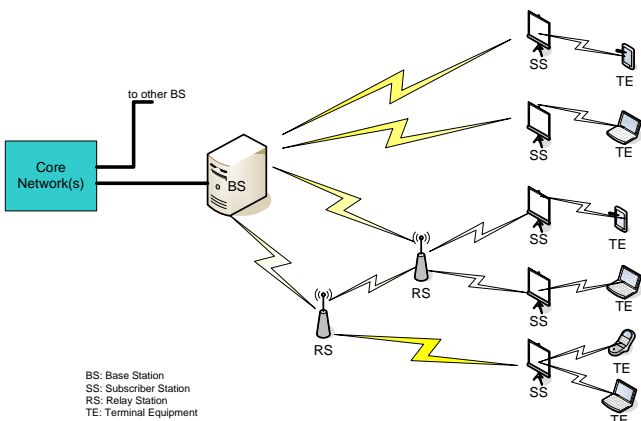 to other BS
Core
Network(s)
BS
SS
TE
SS
TE
SS
TE
RS
SS
TE
RS
SS
TE
TE
BS: Base Station
SS: Subscriber Station
RS: Relay Station
TE: Terminal Equipment